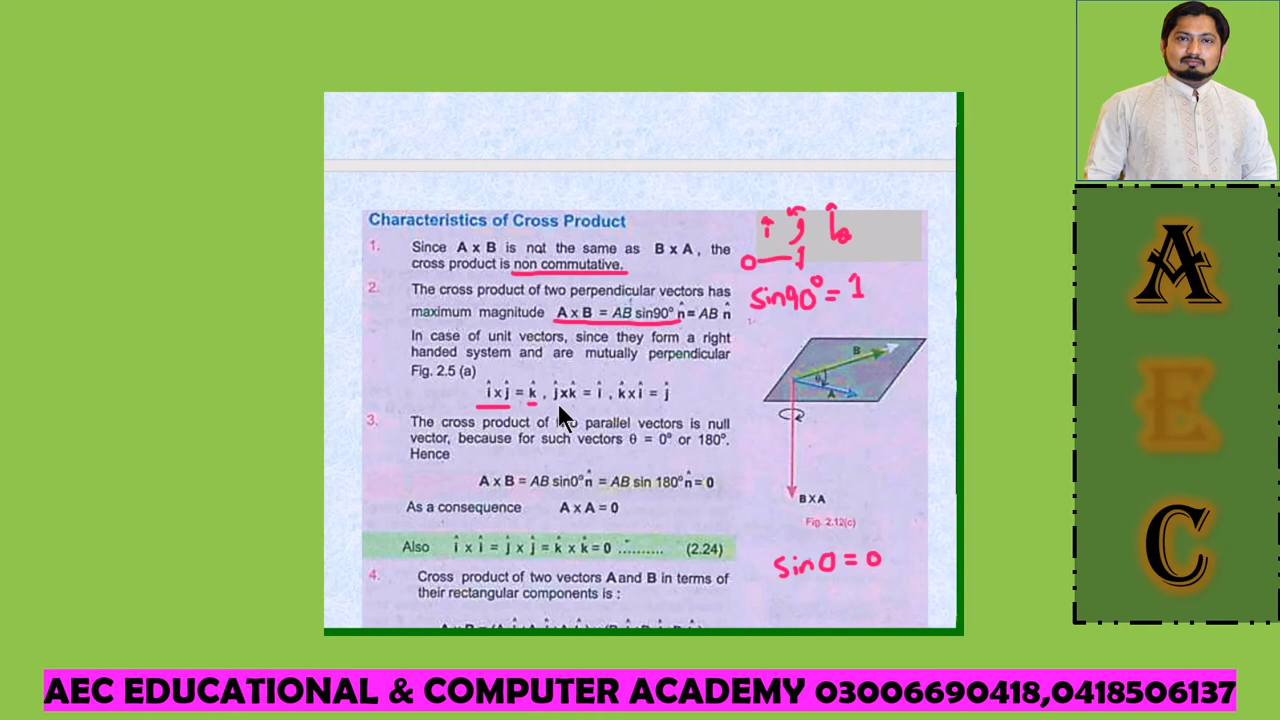 Characteristics of Cross Product
1. Since A x B is not the same as B x A, the
cross product is non commutative.
2. The cross product of two perpendicular vectors has
maximum magnitude A x B = AB sin90° n̂ = AB n̂
In case of unit vectors, since they form a right
handed system and are mutually perpendicular
Fig. 2.5 (a)
î x ĵ = k̂ , ĵ x k̂ = î , k̂ x î = ĵ
3. The cross product of two parallel vectors is null
vector, because for such vectors θ = 0° or 180°.
Hence
A x B = AB sin0° n̂ = AB sin 180° n̂ = 0
As a consequence A x A = 0
Also î x î = ĵ x ĵ = k̂ x k̂ = 0 .......... (2.24)
4. Cross product of two vectors A and B in terms of
their rectangular components is :
î ĵ k̂
0 — 1
sin90° = 1
B
θ
A
B X A
Fig. 2.12(c)
sin0 = 0
A
E
C
AEC EDUCATIONAL & COMPUTER ACADEMY 03006690418,0418506137